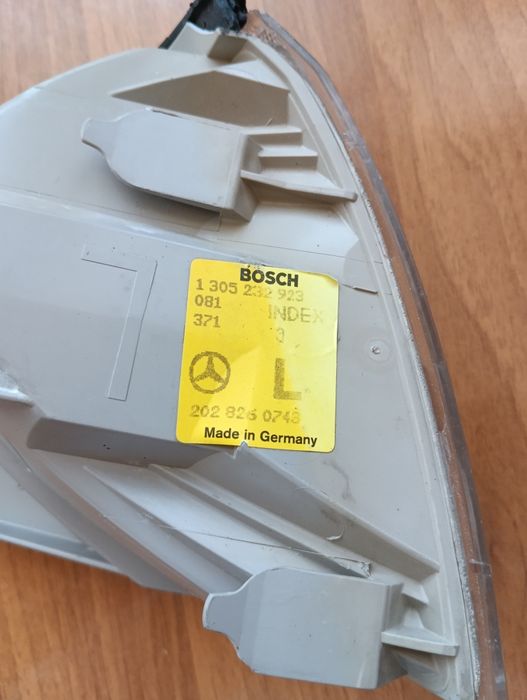 BOSCH
1 305 232 923
081 INDEX
371 0
L
202 826 0743
Made in Germany
L